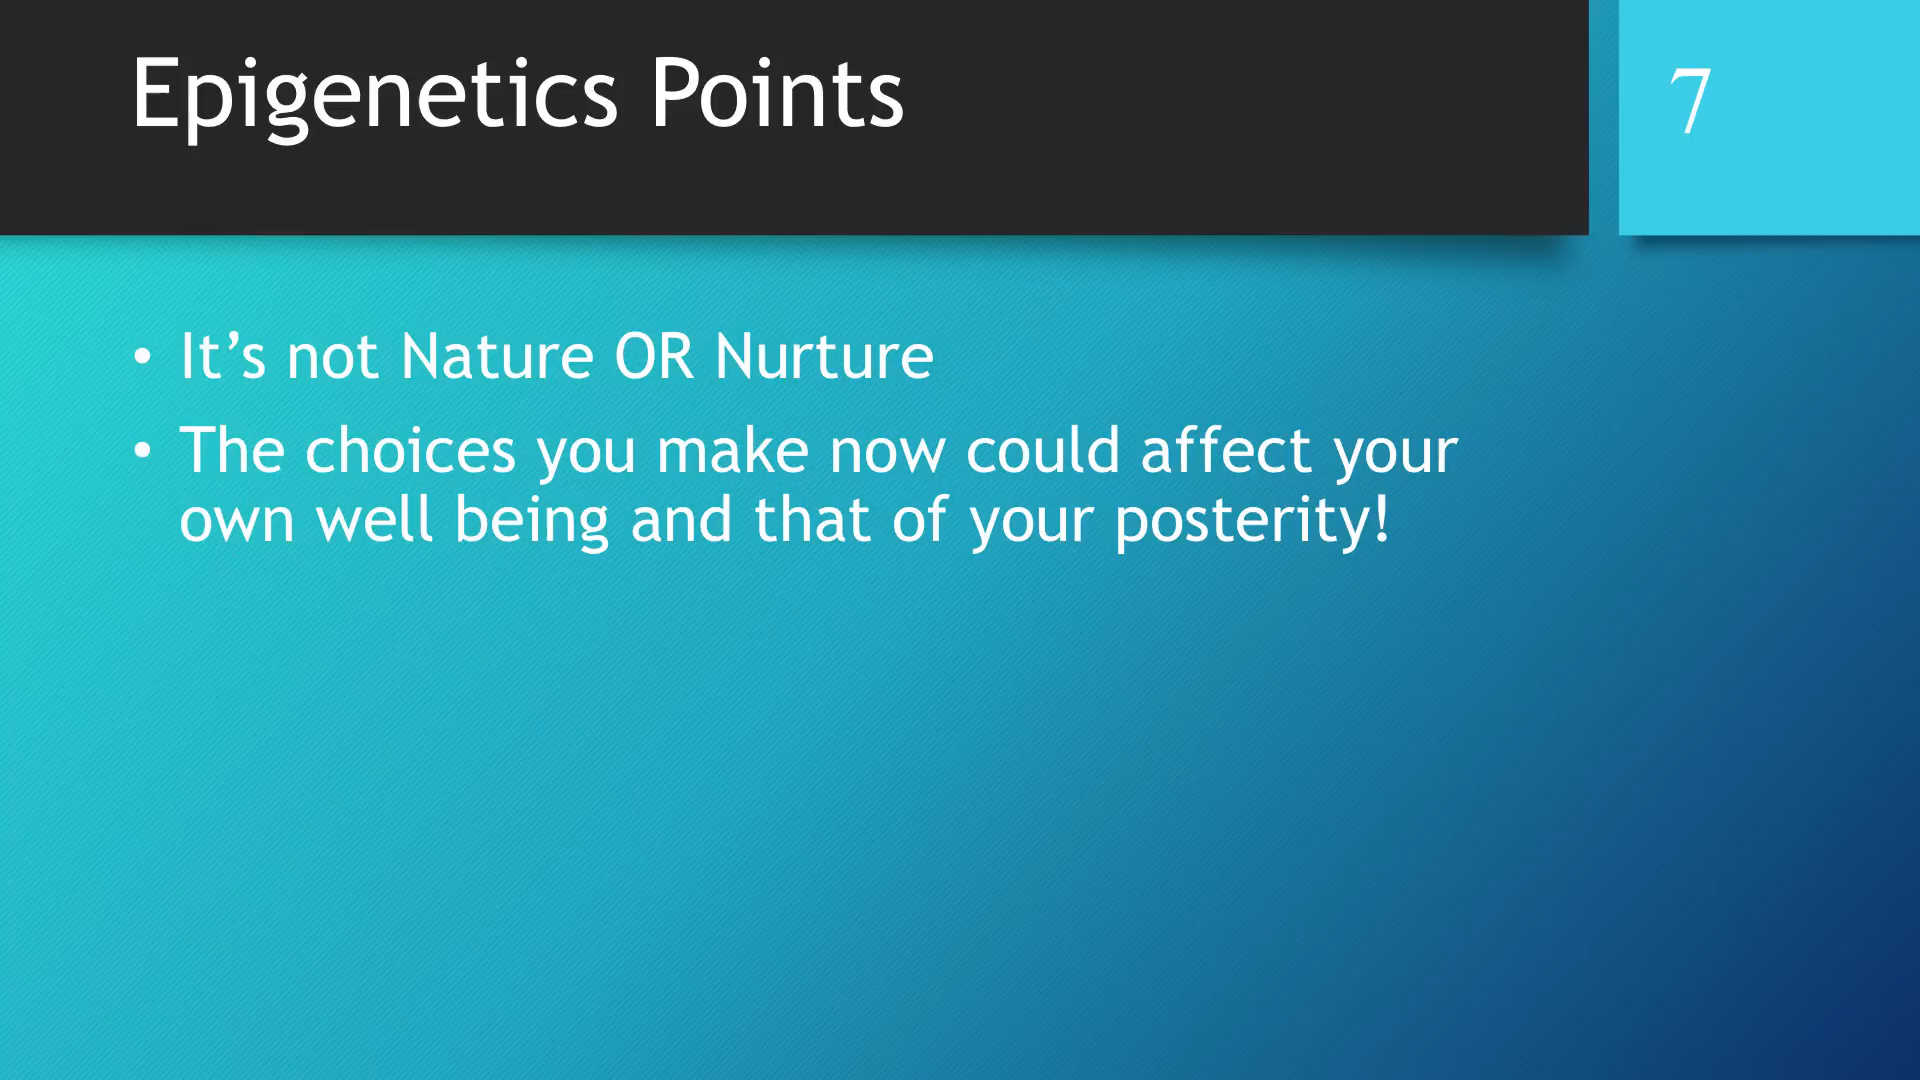 Epigenetics Points
7
• It’s not Nature OR Nurture
• The choices you make now could affect your
own well being and that of your posterity!